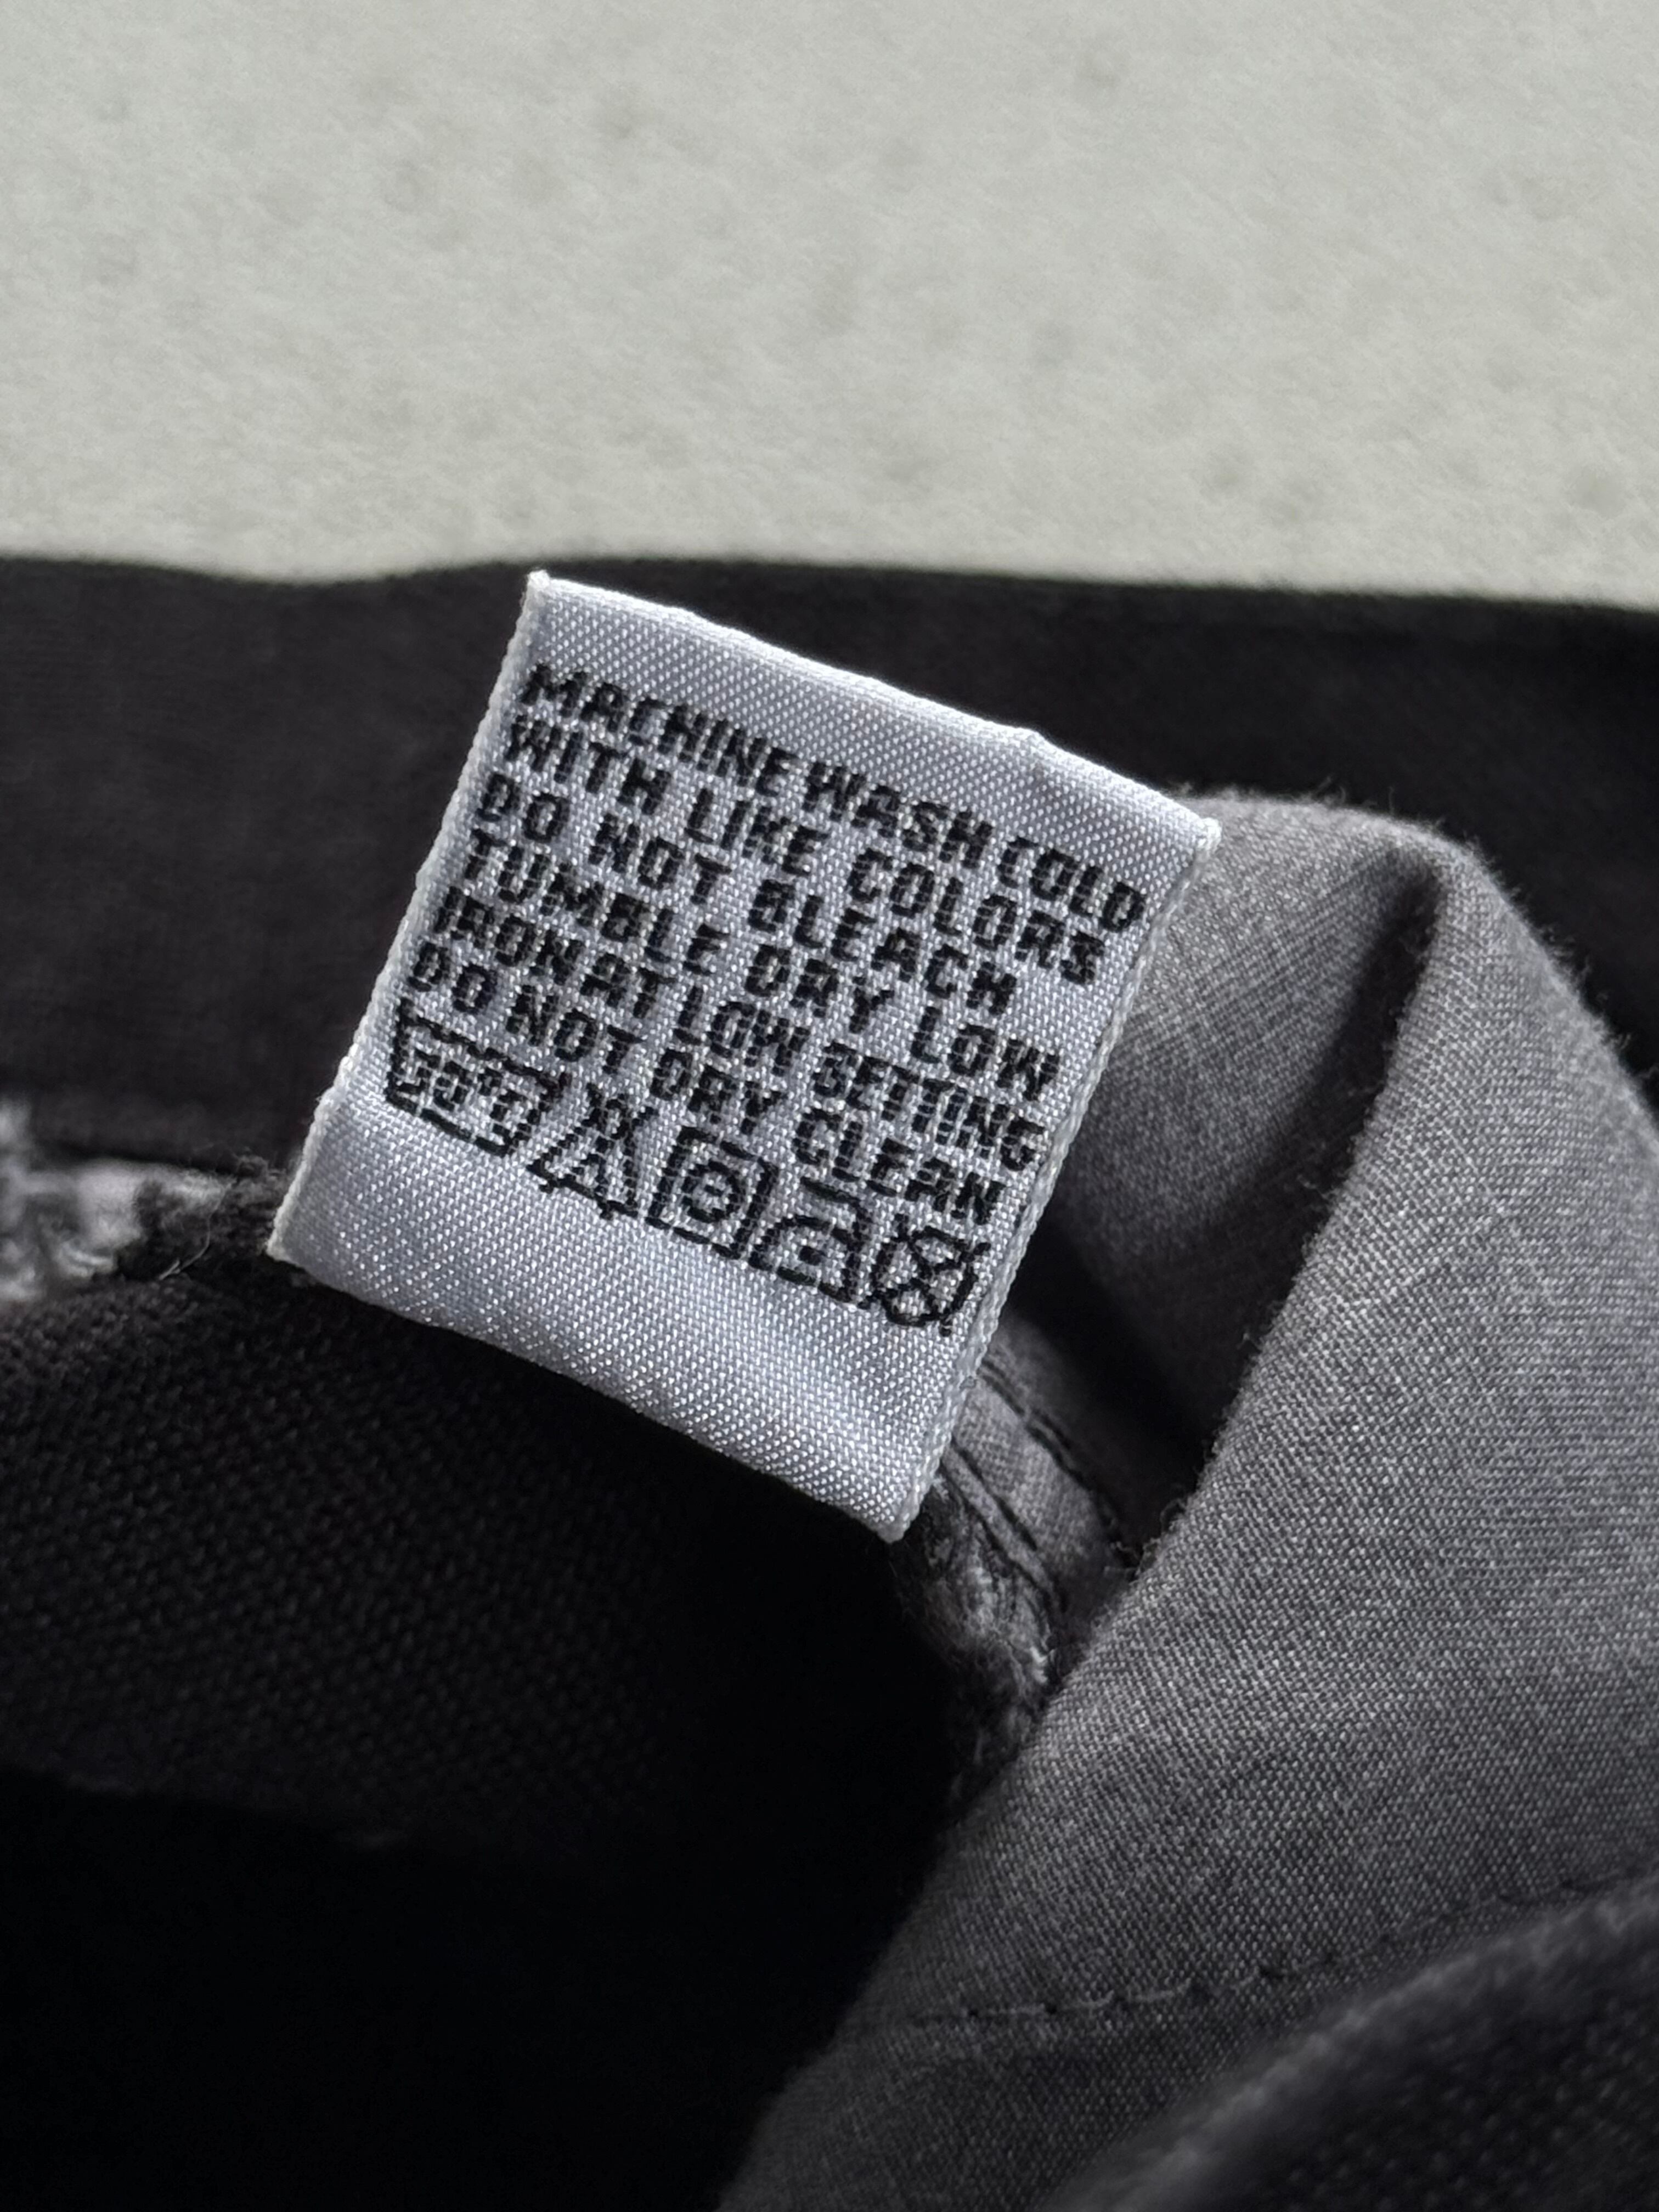 MACHINE WASH COLD
WITH LIKE COLORS
DO NOT BLEACH
TUMBLE DRY LOW
IRON AT LOW SETTING
DO NOT DRY CLEAN
30°C